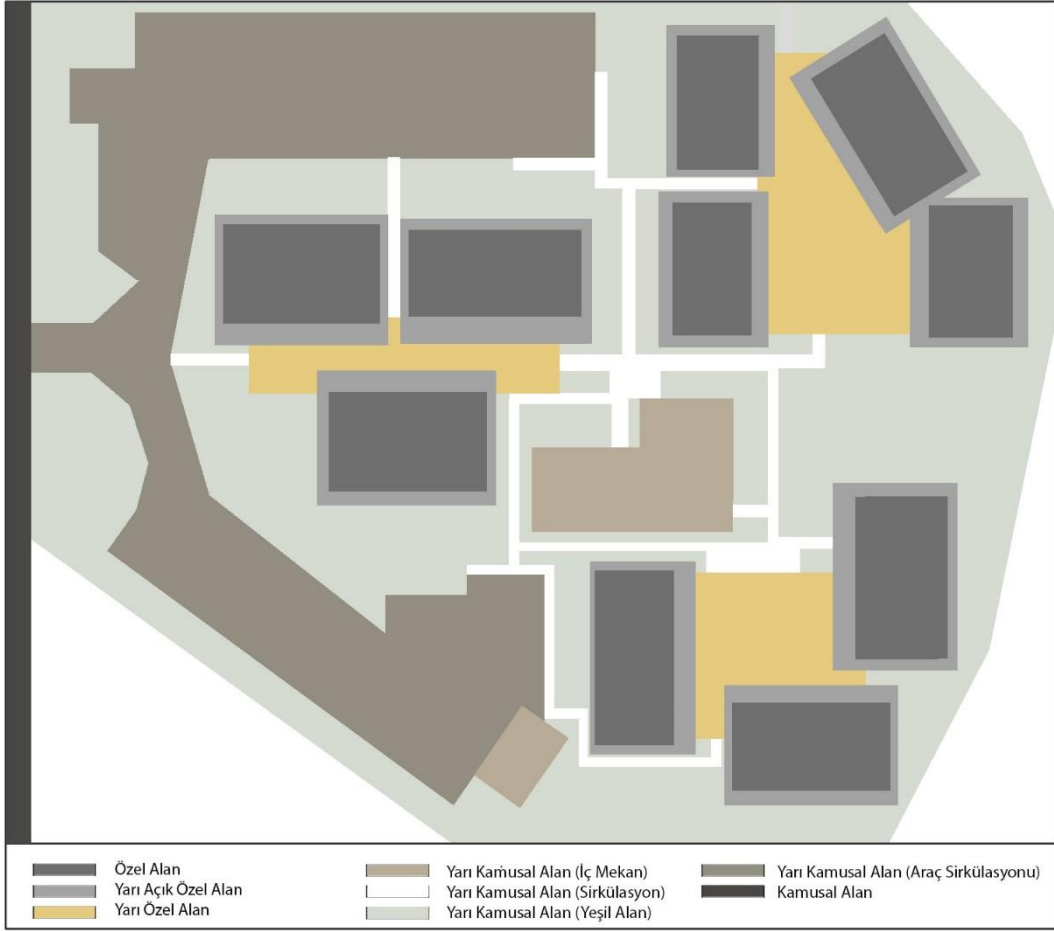 Özel Alan
Yarı Açık Özel Alan
Yarı Özel Alan
Yarı Kamusal Alan (İç Mekan)
Yarı Kamusal Alan (Sirkülasyon)
Yarı Kamusal Alan (Yeşil Alan)
Yarı Kamusal Alan (Araç Sirkülasyonu)
Kamusal Alan